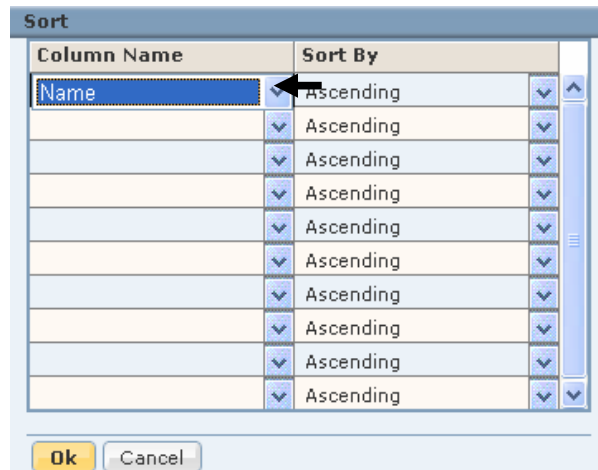 Sort
Column Name Sort By
Name Ascending
Ascending
Ascending
Ascending
Ascending
Ascending
Ascending
Ascending
Ascending
Ascending
Ok Cancel